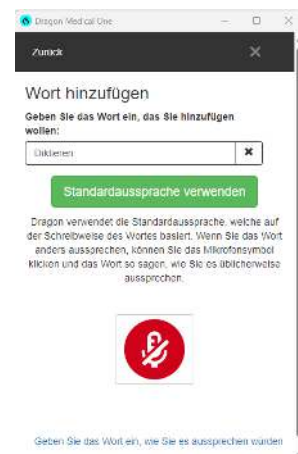 Dragon Medical One
Zurück
Wort hinzufügen
Geben Sie das Wort ein, das Sie hinzufügen
wollen:
Diktieren
Standardaussprache verwenden
Dragon verwendet die Standardaussprache, welche auf
der Schreibweise des Wortes basiert. Wenn Sie das Wort
anders aussprechen, können Sie das Mikrofonsymbol
klicken und das Wort so sagen, wie Sie es üblicherweise
aussprechen.
Geben Sie das Wort ein, wie Sie es aussprechen würden